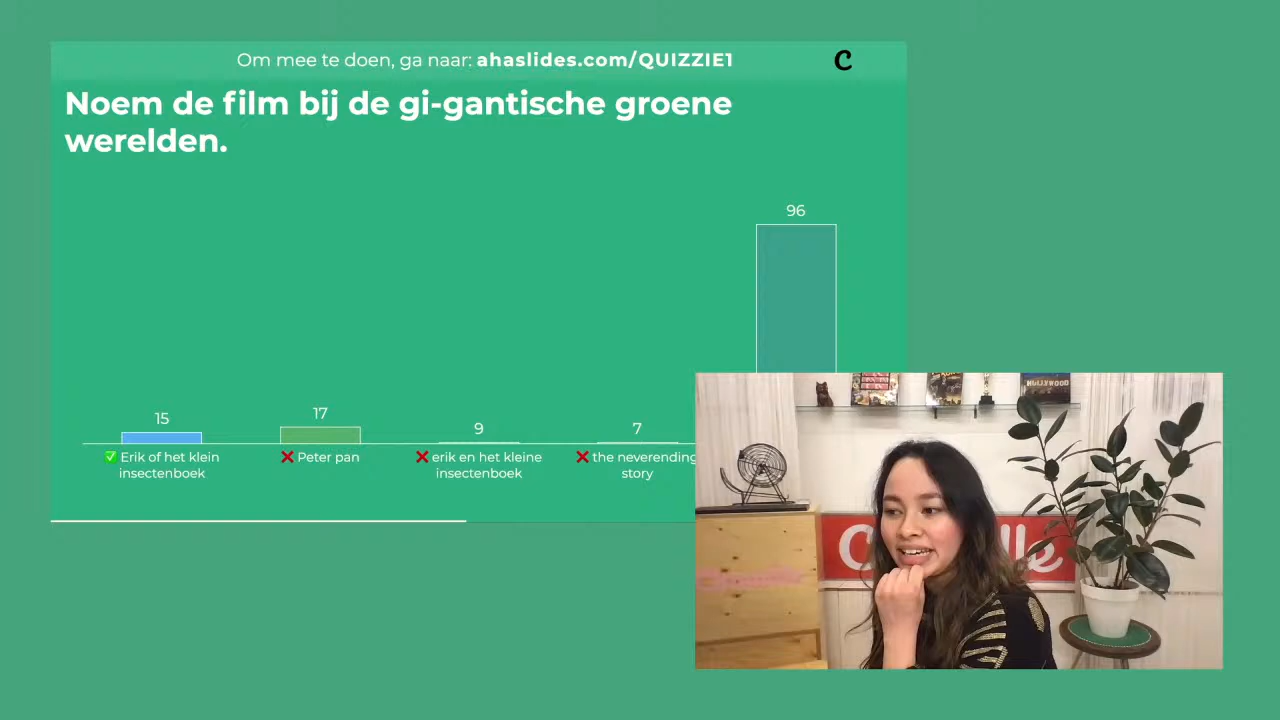 Om mee te doen, ga naar: ahaslides.com/QUIZZIE1
C
Noem de film bij de gi-gantische groene
werelden.
96
15
17
9
7
✅ Erik of het klein
insectenboek
❌ Peter pan
❌ erik en het kleine
insectenboek
❌ the neverending
story
HOLLYWOOD